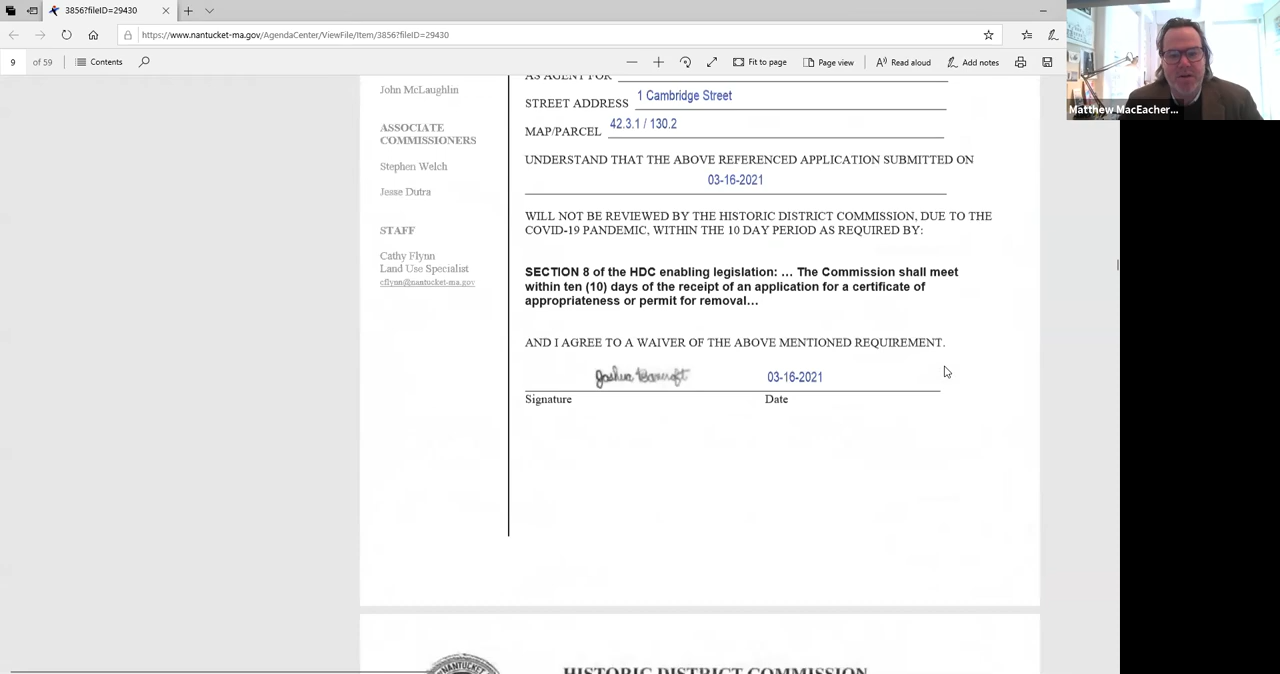 3856?fileID=29430
https://www.nantucket-ma.gov/AgendaCenter/ViewFile/Item/3856?fileID=29430
9 of 59 Contents Fit to page Page view Read aloud Add notes
Matthew MacEacher...
AS AGENT FOR
John McLaughlin
STREET ADDRESS 1 Cambridge Street
MAP/PARCEL 42.3.1 / 130.2
ASSOCIATE
COMMISSIONERS
Stephen Welch
Jesse Dutra
STAFF
Cathy Flynn
Land Use Specialist
cflynn@nantucket-ma.gov
UNDERSTAND THAT THE ABOVE REFERENCED APPLICATION SUBMITTED ON
03-16-2021
WILL NOT BE REVIEWED BY THE HISTORIC DISTRICT COMMISSION, DUE TO THE
COVID-19 PANDEMIC, WITHIN THE 10 DAY PERIOD AS REQUIRED BY:
SECTION 8 of the HDC enabling legislation: ... The Commission shall meet
within ten (10) days of the receipt of an application for a certificate of
appropriateness or permit for removal...
AND I AGREE TO A WAIVER OF THE ABOVE MENTIONED REQUIREMENT.
Joshua 03-16-2021
Signature Date
NANTUCKET
HISTORIC DISTRICT COMMISSION